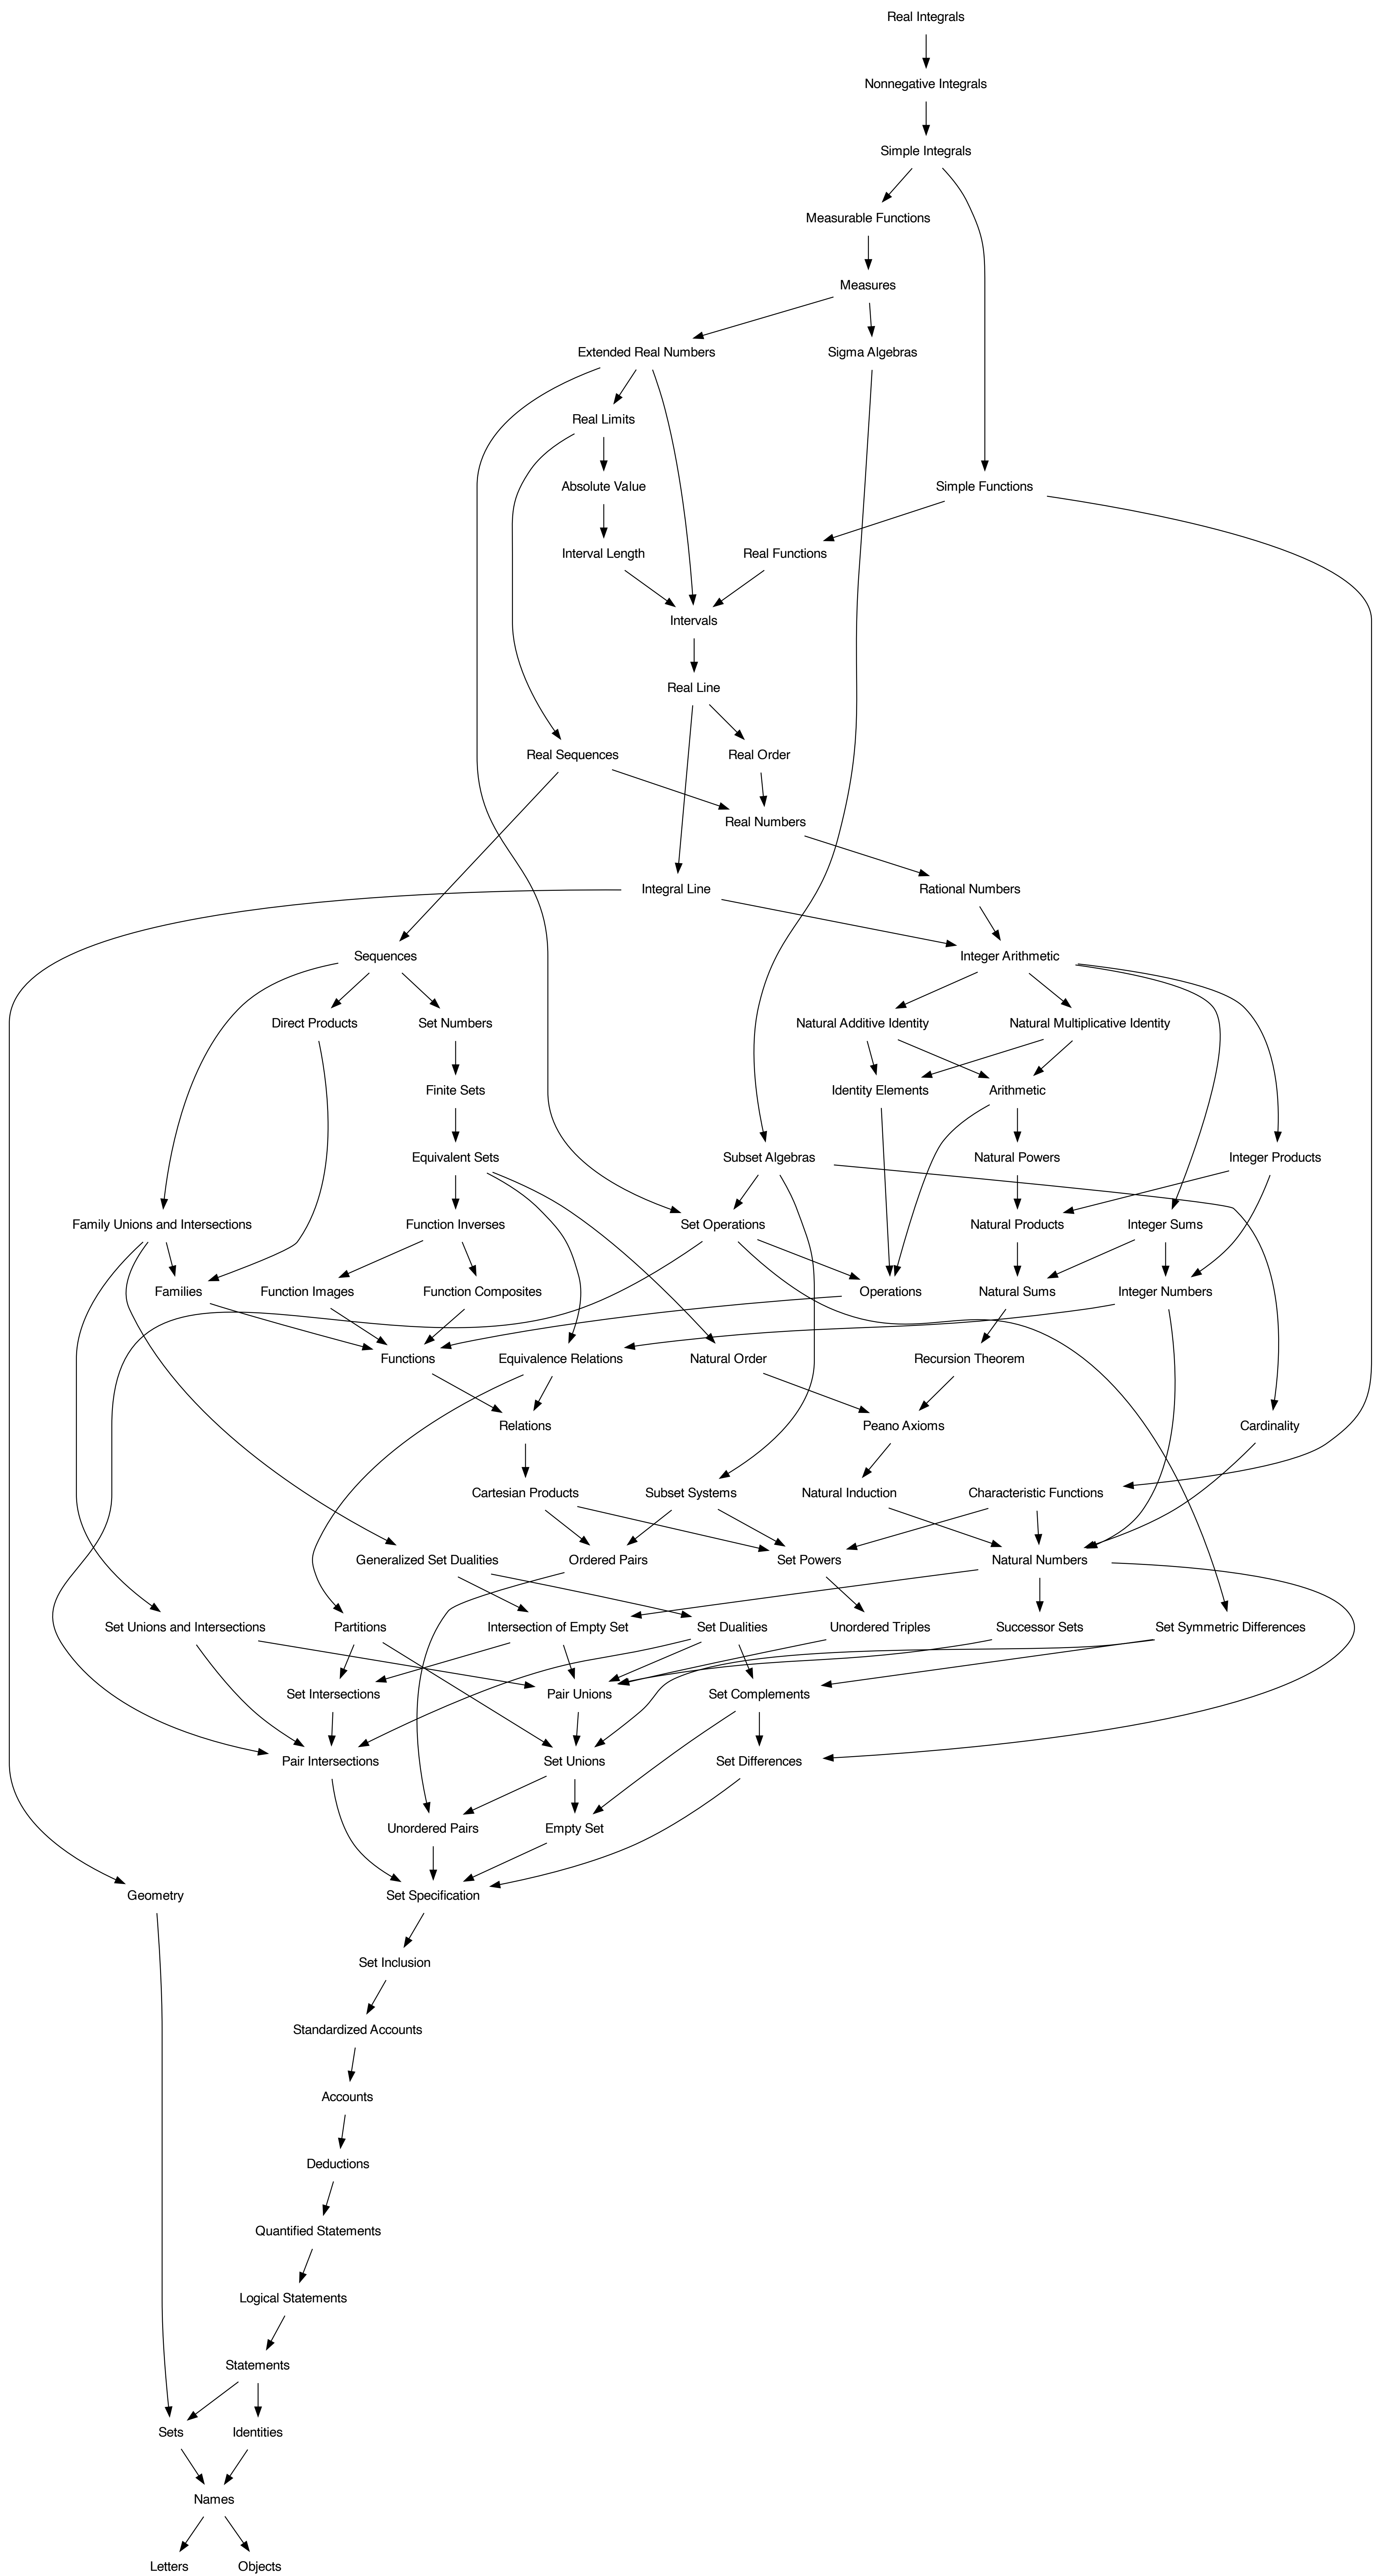 Real Integrals
Nonnegative Integrals
Simple Integrals
Measurable Functions
Measures
Extended Real Numbers
Sigma Algebras
Real Limits
Absolute Value
Simple Functions
Interval Length
Real Functions
Intervals
Real Line
Real Sequences
Real Order
Real Numbers
Integral Line
Rational Numbers
Sequences
Integer Arithmetic
Direct Products
Set Numbers
Natural Additive Identity
Natural Multiplicative Identity
Finite Sets
Identity Elements
Arithmetic
Equivalent Sets
Subset Algebras
Natural Powers
Integer Products
Family Unions and Intersections
Function Inverses
Set Operations
Natural Products
Integer Sums
Families
Function Images
Function Composites
Operations
Natural Sums
Integer Numbers
Functions
Equivalence Relations
Natural Order
Recursion Theorem
Relations
Peano Axioms
Cardinality
Cartesian Products
Subset Systems
Natural Induction
Characteristic Functions
Generalized Set Dualities
Ordered Pairs
Set Powers
Natural Numbers
Set Unions and Intersections
Partitions
Intersection of Empty Set
Set Dualities
Unordered Triples
Successor Sets
Set Symmetric Differences
Set Intersections
Pair Unions
Set Complements
Pair Intersections
Set Unions
Set Differences
Unordered Pairs
Empty Set
Geometry
Set Specification
Set Inclusion
Standardized Accounts
Accounts
Deductions
Quantified Statements
Logical Statements
Statements
Sets
Identities
Names
Letters
Objects